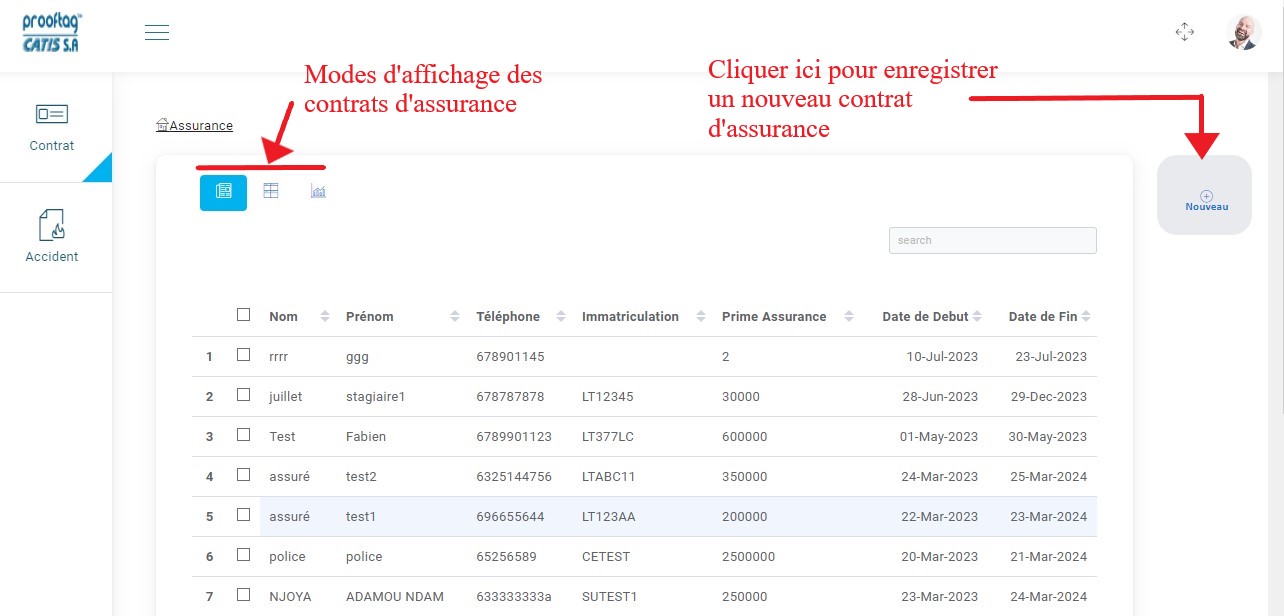 prooftag™
CATIS S.A
Modes d'affichage des
contrats d'assurance
Cliquer ici pour enregistrer
un nouveau contrat
d'assurance
Contrat
Accident
Assurance
Nouveau
search
Nom Prénom Téléphone Immatriculation Prime Assurance Date de Debut Date de Fin
1 rrrr ggg 678901145 2 10-Jul-2023 23-Jul-2023
2 juillet stagiaire1 678787878 LT12345 30000 28-Jun-2023 29-Dec-2023
3 Test Fabien 6789901123 LT377LC 600000 01-May-2023 30-May-2023
4 assuré test2 6325144756 LTABC11 350000 24-Mar-2023 25-Mar-2024
5 assuré test1 696655644 LT123AA 200000 22-Mar-2023 23-Mar-2024
6 police police 65256589 CETEST 2500000 20-Mar-2023 21-Mar-2024
7 NJOYA ADAMOU NDAM 633333333a SUTEST1 250000 23-Mar-2023 24-Mar-2024